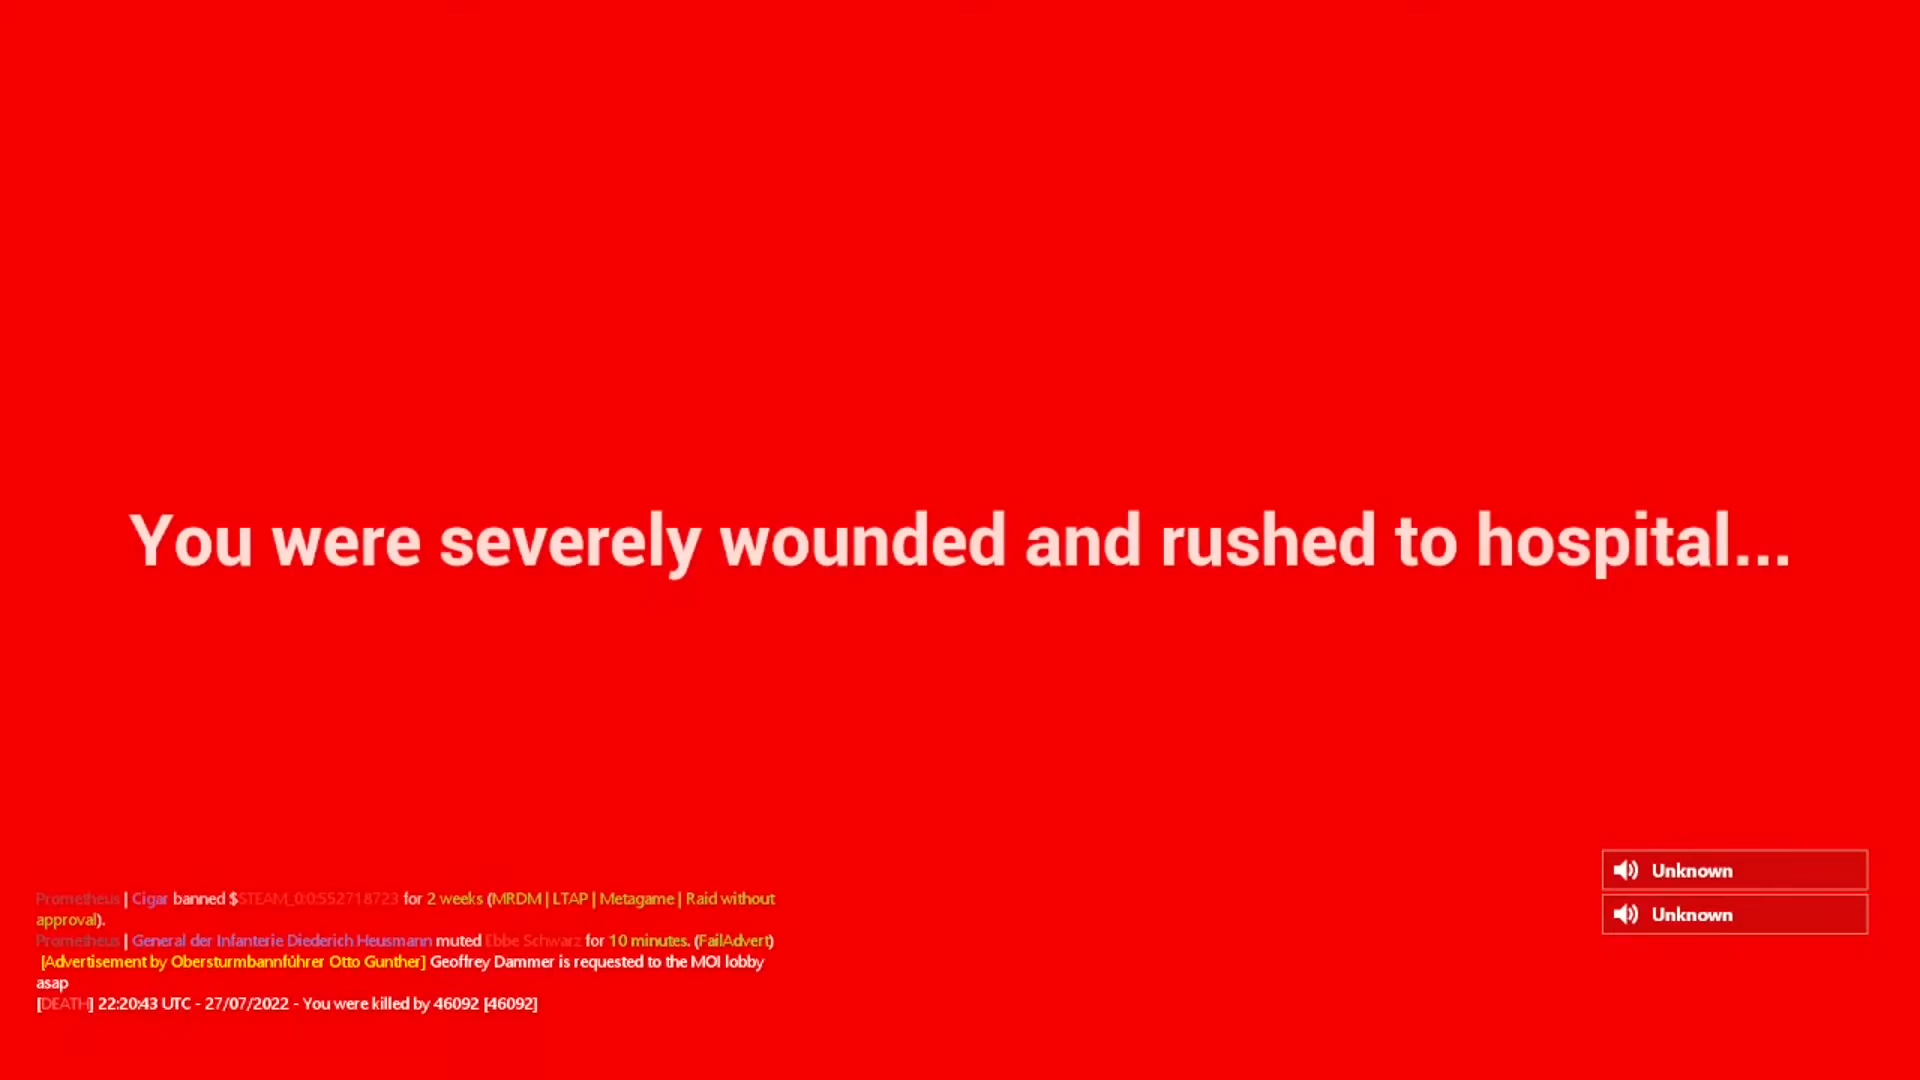 You were severely wounded and rushed to hospital...
Unknown
Unknown
Prometheus | Cigar banned $STEAM_0:0:552718723 for 2 weeks (MRDM | LTAP | Metagame | Raid without
approval).
Prometheus | General der Infanterie Diederich Heusmann muted Ebbe Schwarz for 10 minutes. (FailAdvert)
[Advertisement by Obersturmbannführer Otto Gunther] Geoffrey Dammer is requested to the MOI lobby
asap
[DEATH] 22:20:43 UTC - 27/07/2022 - You were killed by 46092 [46092]